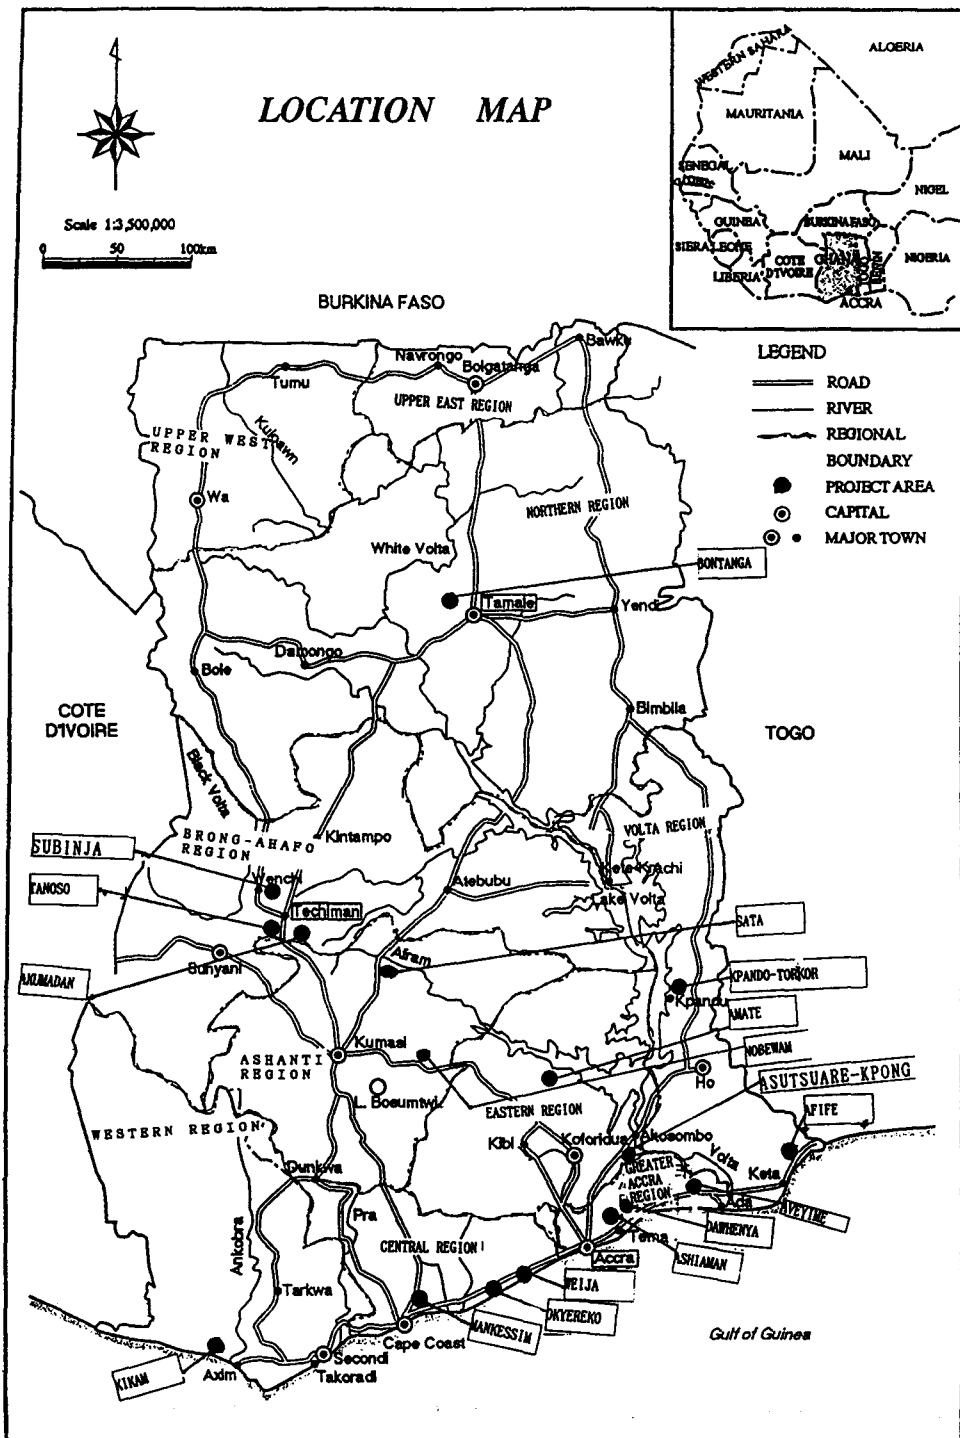 LOCATION MAP
Scale 1:3,500,000
0 50 100km
WESTERN SAHARA
ALGERIA
MAURITANIA
MALI
SENEGAL
NIGEL
GUINEA
BURKINA FASO
SIERA LEONE
COTE
D'IVOIRE
GHANA
TOGO
NIGERIA
LIBERIA
ACCRA
BURKINA FASO
LEGEND
ROAD
RIVER
REGIONAL
BOUNDARY
PROJECT AREA
CAPITAL
MAJOR TOWN
Bawku
Navrongo
Bolgatanga
Tumu
UPPER EAST REGION
UPPER WEST
REGION
Kulpawn
Wa
NORTHERN REGION
White Volta
BONTANGA
Tamale
Yendi
Damongo
Bole
Bimbila
COTE
D'IVOIRE
TOGO
Black Volta
BRONG-AHAFO
REGION
Kintampo
VOLTA REGION
SUBINJA
Wenchi
Kete-Krachi
TANOSO
Atebubu
Lake Volta
Techiman
SATA
Sunyani
Afram
AKUMADAN
KPANDO-TORKOR
Kpandu
AMATE
Kumasi
NOBEWAM
ASHANTI
REGION
Ho
ASUTSUARE-KPONG
L. Bosumtwi
EASTERN REGION
AFIFE
WESTERN REGION
Kibi
Koforidua
Akosombo
Volta
Keta
Dunkwa
GREATER
ACCRA
REGION
Ada
AVEYIME
Pra
DAWHENYA
Tema
Ankobra
CENTRAL REGION
Accra
ASHIAMAN
WEIJA
Tarkwa
OKYEREKO
MANKESSIM
Cape Coast
Gulf of Guinea
Secondi
KIKAM
Axim
Takoradi